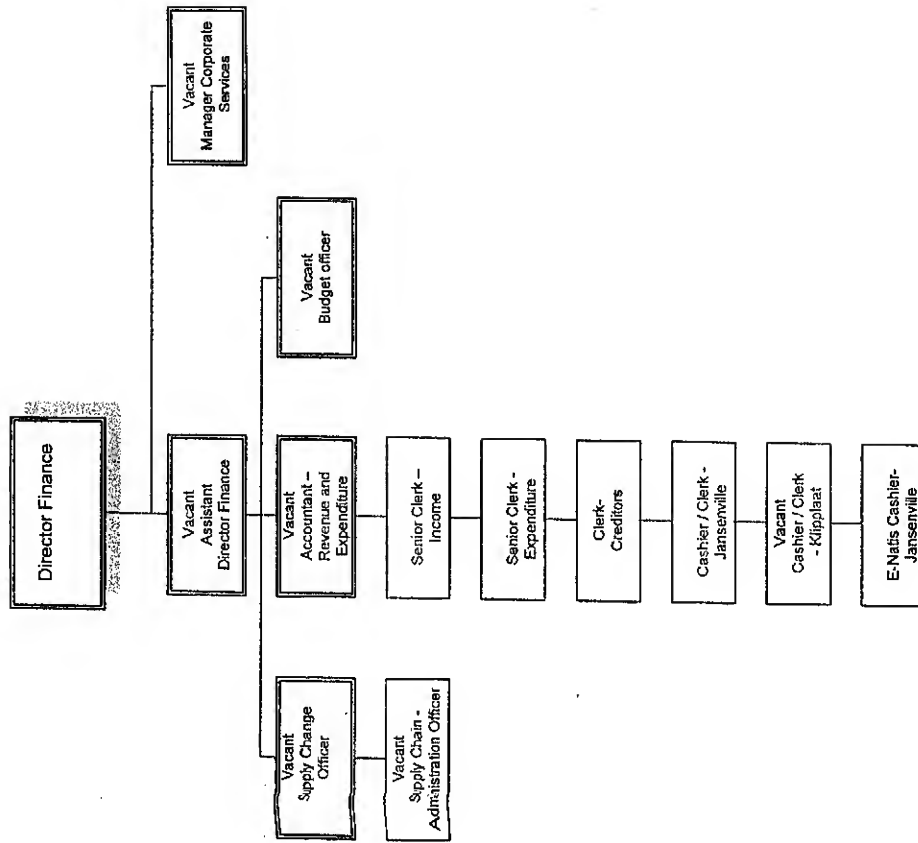 Director Finance
Vacant
Manager Corporate
Services
Vacant
Assistant
Director Finance
Vacant
Supply Change
Officer
Vacant
Accountant –
Revenue and
Expenditure
Vacant
Budget officer
Vacant
Supply Chain -
Administration Officer
Senior Clerk –
Income
Senior Clerk -
Expenditure
Clerk-
Creditors
Cashier / Clerk -
Jansenville
Vacant
Cashier / Clerk
- Klipplaat
E-Natis Cashier-
Jansenville